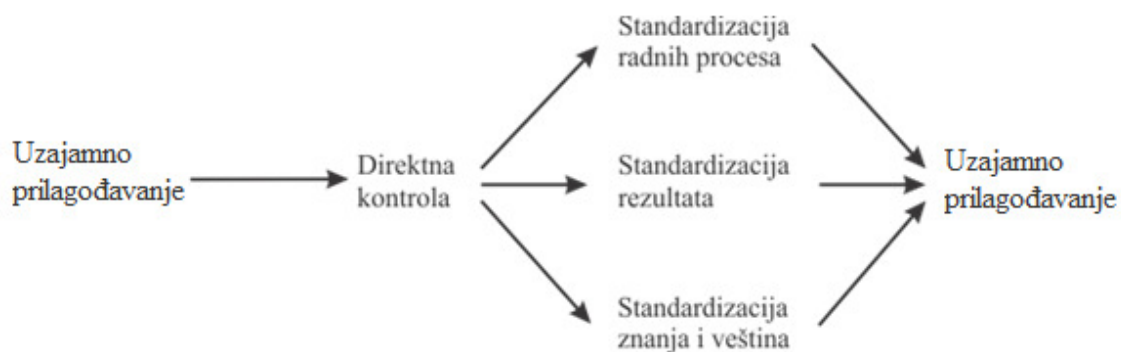 Uzajamno
prilagođavanje
Direktna
kontrola
Standardizacija
radnih procesa
Standardizacija
rezultata
Standardizacija
znanja i veština
Uzajamno
prilagođavanje